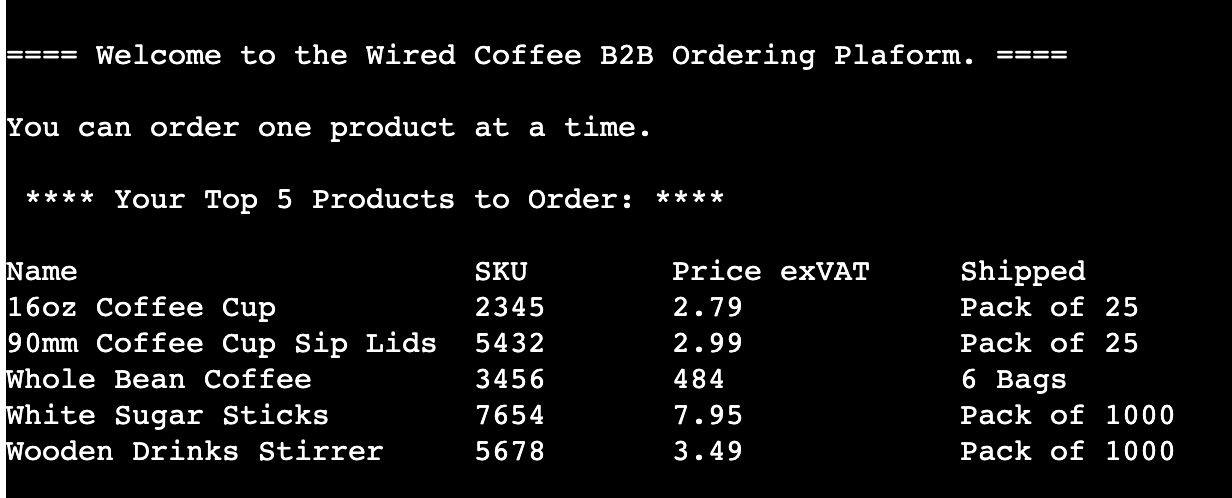 ==== Welcome to the Wired Coffee B2B Ordering Plaform. ====
You can order one product at a time.
**** Your Top 5 Products to Order: ****
Name SKU Price exVAT Shipped
16oz Coffee Cup 2345 2.79 Pack of 25
90mm Coffee Cup Sip Lids 5432 2.99 Pack of 25
Whole Bean Coffee 3456 484 6 Bags
White Sugar Sticks 7654 7.95 Pack of 1000
Wooden Drinks Stirrer 5678 3.49 Pack of 1000